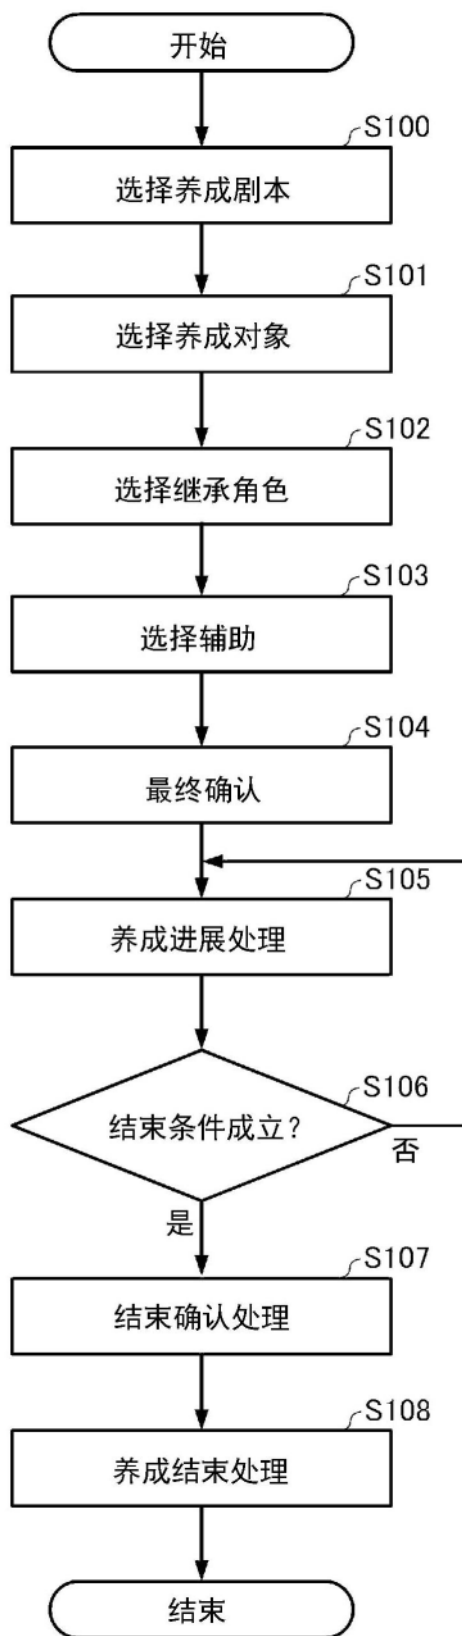 开始
S100
选择养成剧本
S101
选择养成对象
S102
选择继承角色
S103
选择辅助
S104
最终确认
S105
养成进展处理
S106
结束条件成立?
否
是
S107
结束确认处理
S108
养成结束处理
结束